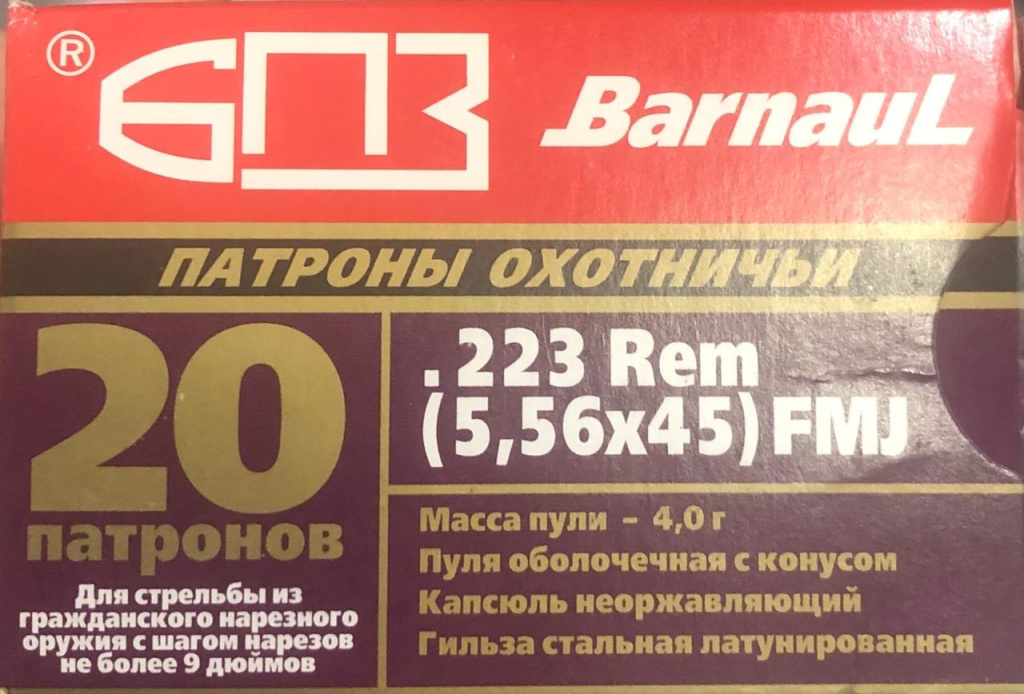 ® БПЗ BarnauL
ПАТРОНЫ ОХОТНИЧЬИ
20
патронов
Для стрельбы из
гражданского нарезного
оружия с шагом нарезов
не более 9 дюймов
.223 Rem
(5,56x45) FMJ
Масса пули – 4,0 г
Пуля оболочечная с конусом
Капсюль неоржавляющий
Гильза стальная латунированная